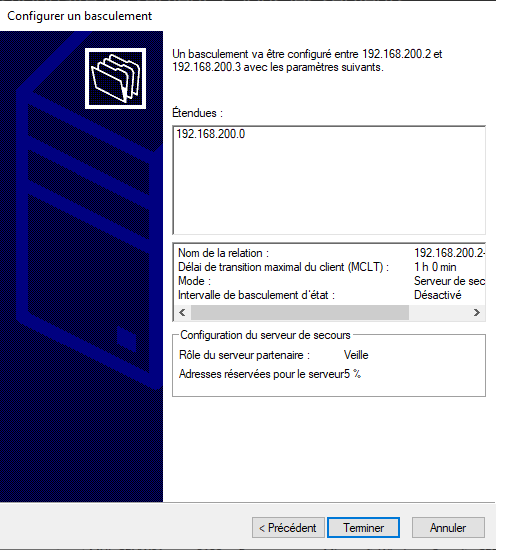 Configurer un basculement
Un basculement va être configuré entre 192.168.200.2 et
192.168.200.3 avec les paramètres suivants.
Étendues :
192.168.200.0
Nom de la relation : 192.168.200.2-
Délai de transition maximal du client (MCLT) : 1 h 0 min
Mode : Serveur de sec
Intervalle de basculement d'état : Désactivé
Configuration du serveur de secours
Rôle du serveur partenaire : Veille
Adresses réservées pour le serveur5 %
< Précédent Terminer Annuler